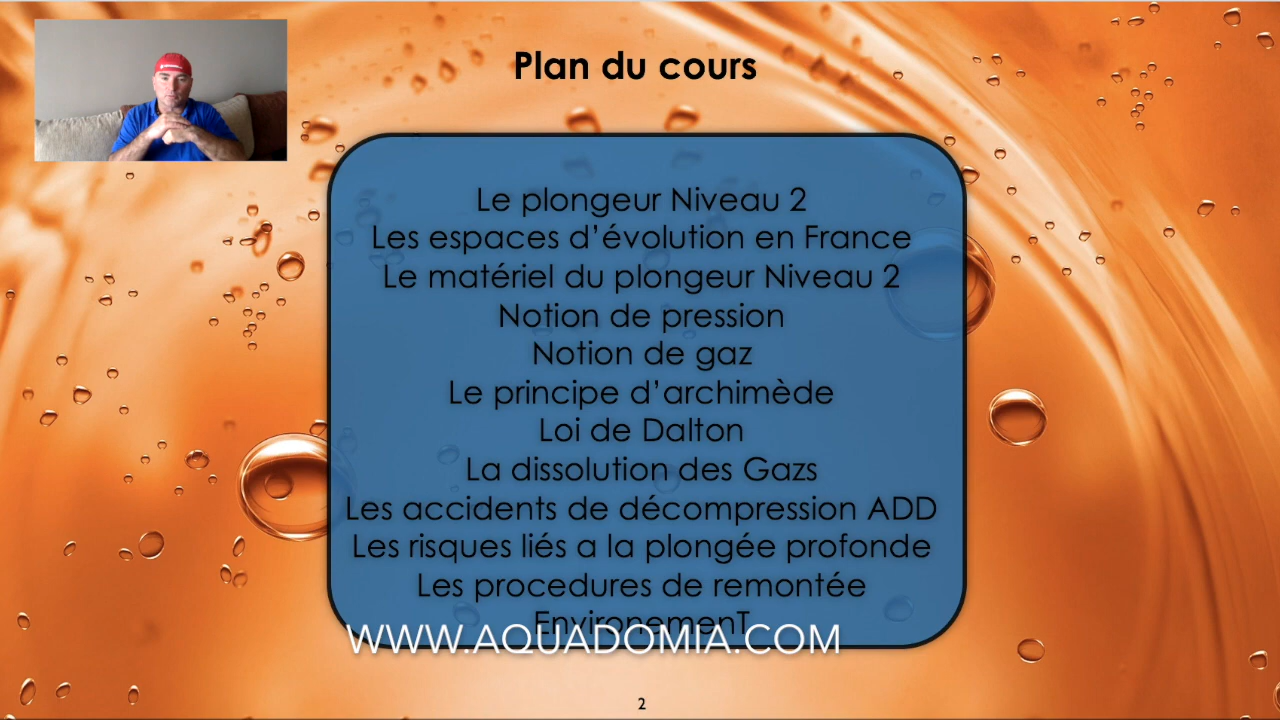 Plan du cours
Le plongeur Niveau 2
Les espaces d’évolution en France
Le matériel du plongeur Niveau 2
Notion de pression
Notion de gaz
Le principe d’archimède
Loi de Dalton
La dissolution des Gazs
Les accidents de décompression ADD
Les risques liés a la plongée profonde
Les procedures de remontée
EnvironemenT
WWW.AQUADOMIA.COM
2